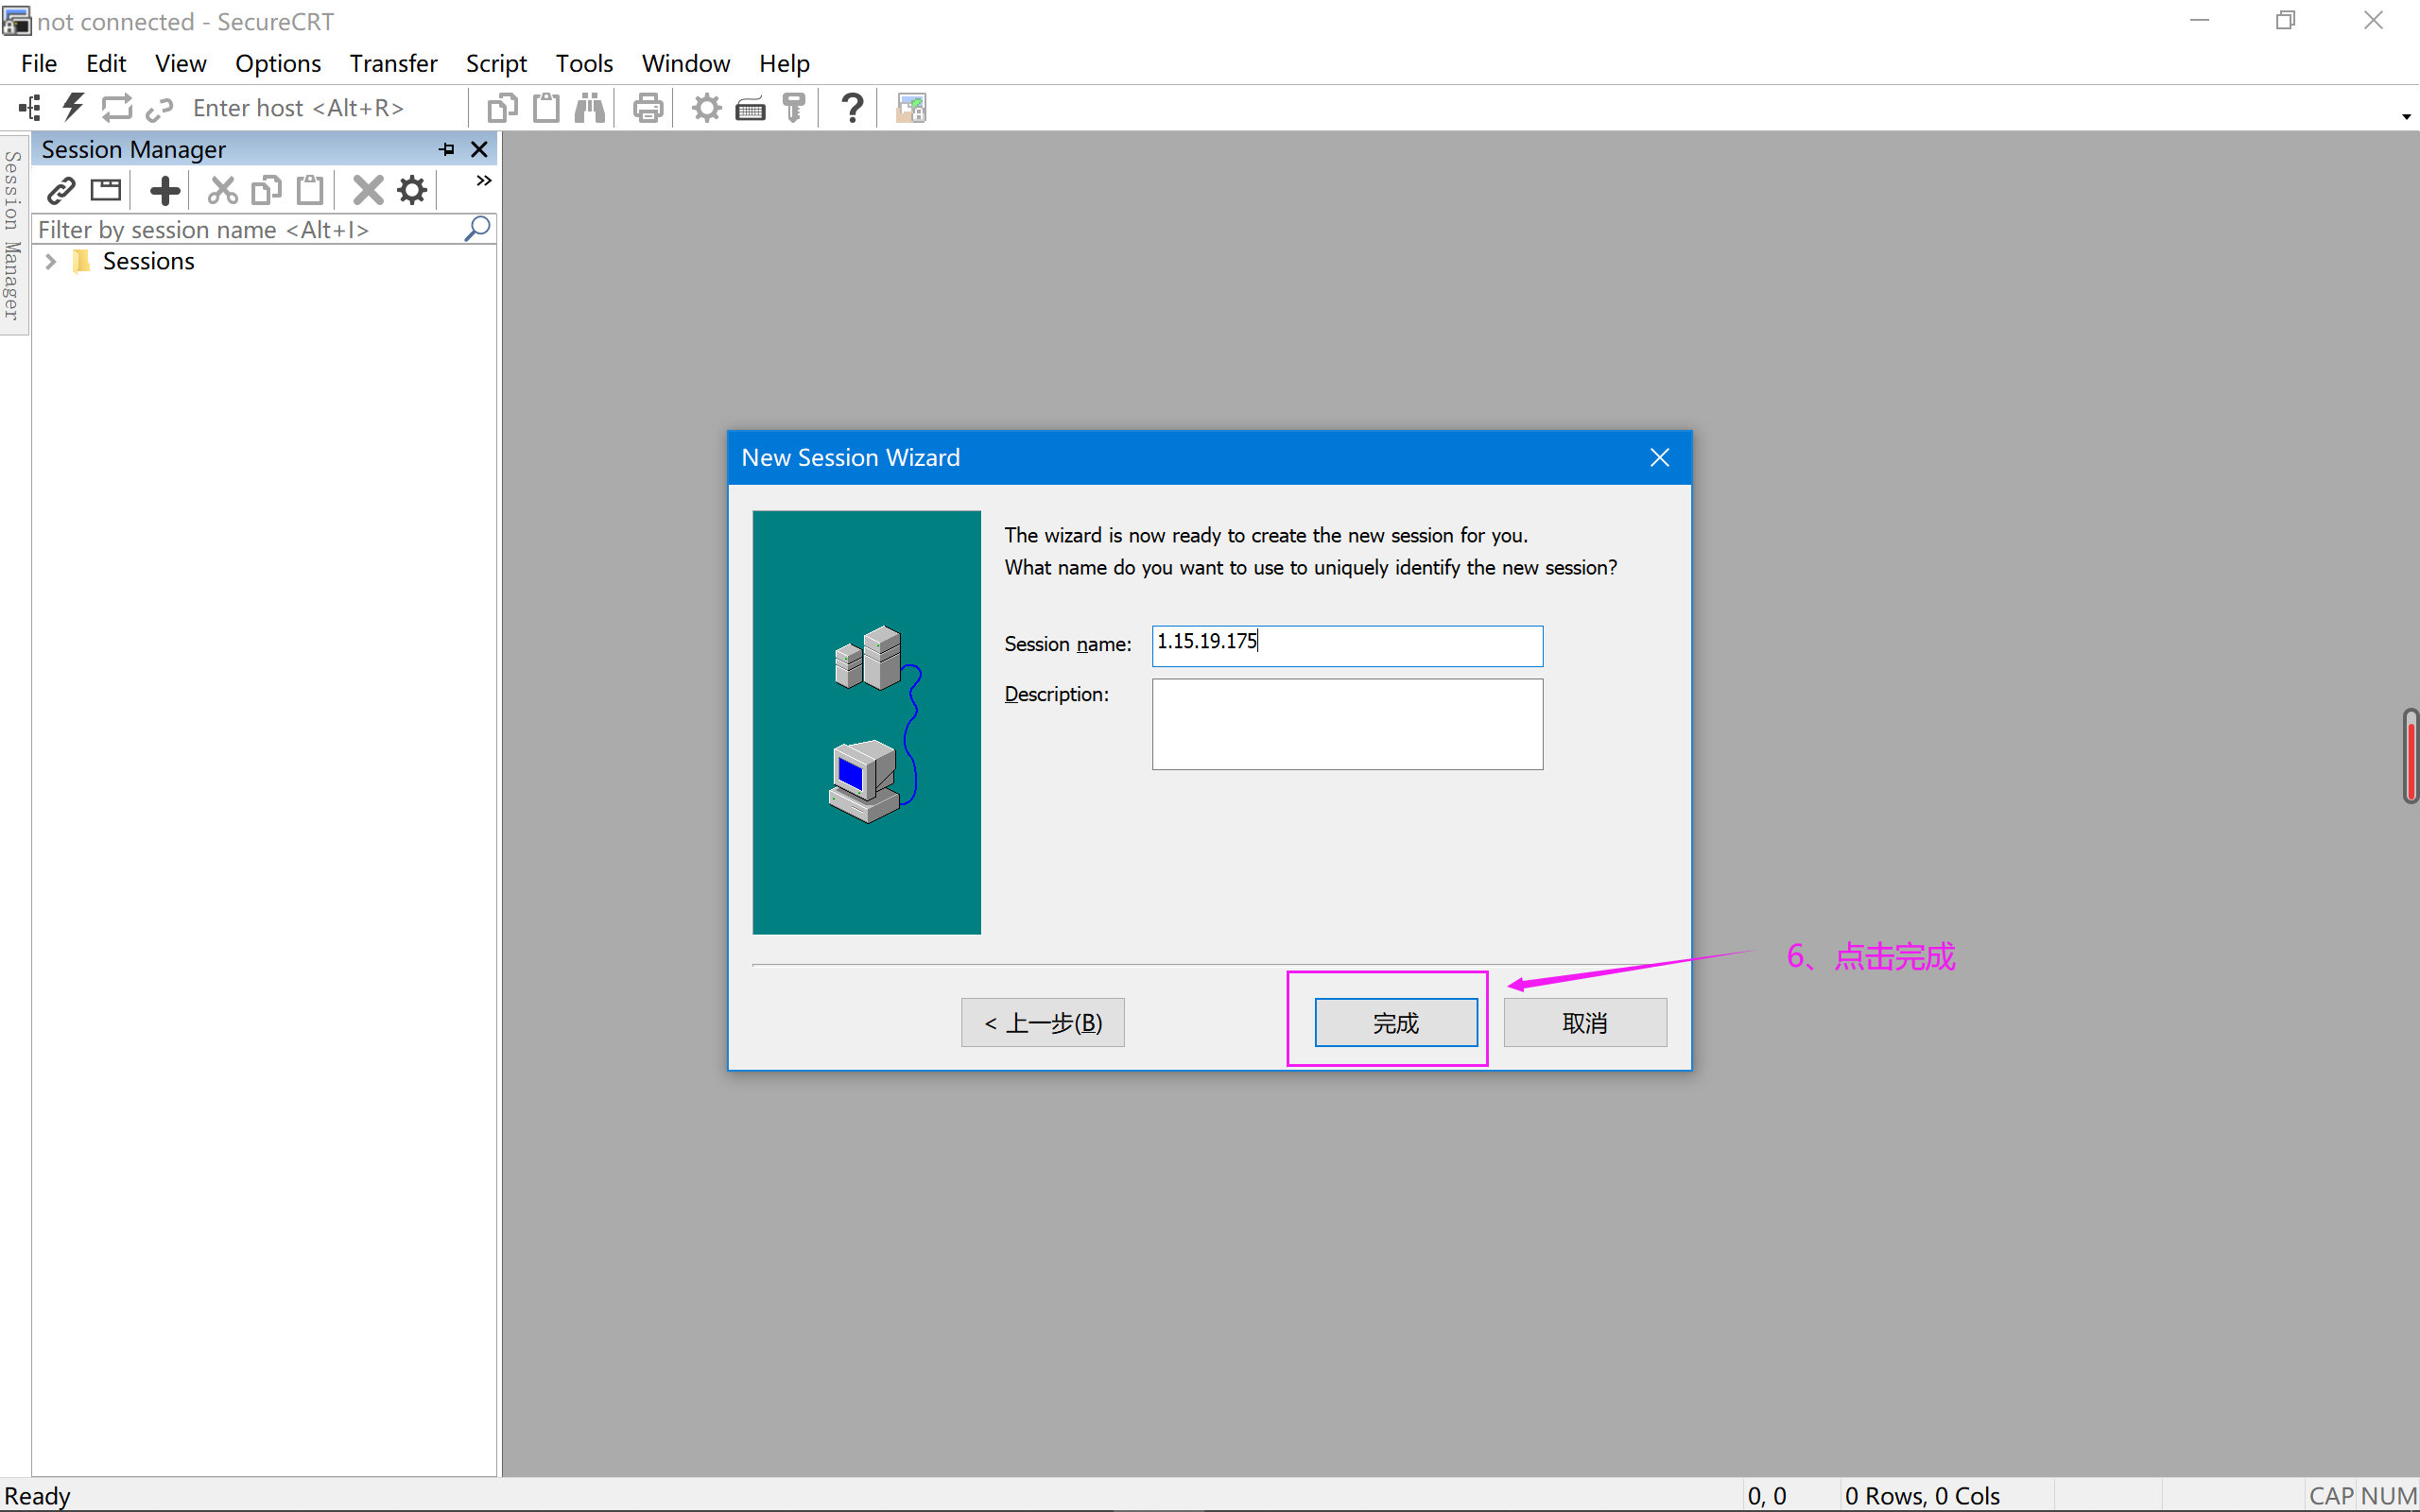 not connected - SecureCRT
File Edit View Options Transfer Script Tools Window Help
Enter host <Alt+R>
Session Manager
Session Manager
Filter by session name <Alt+I>
Sessions
New Session Wizard
The wizard is now ready to create the new session for you.
What name do you want to use to uniquely identify the new session?
Session name: 1.15.19.175
Description:
6、点击完成
< 上一步(B) 完成 取消
Ready 0, 0 0 Rows, 0 Cols CAP NUM